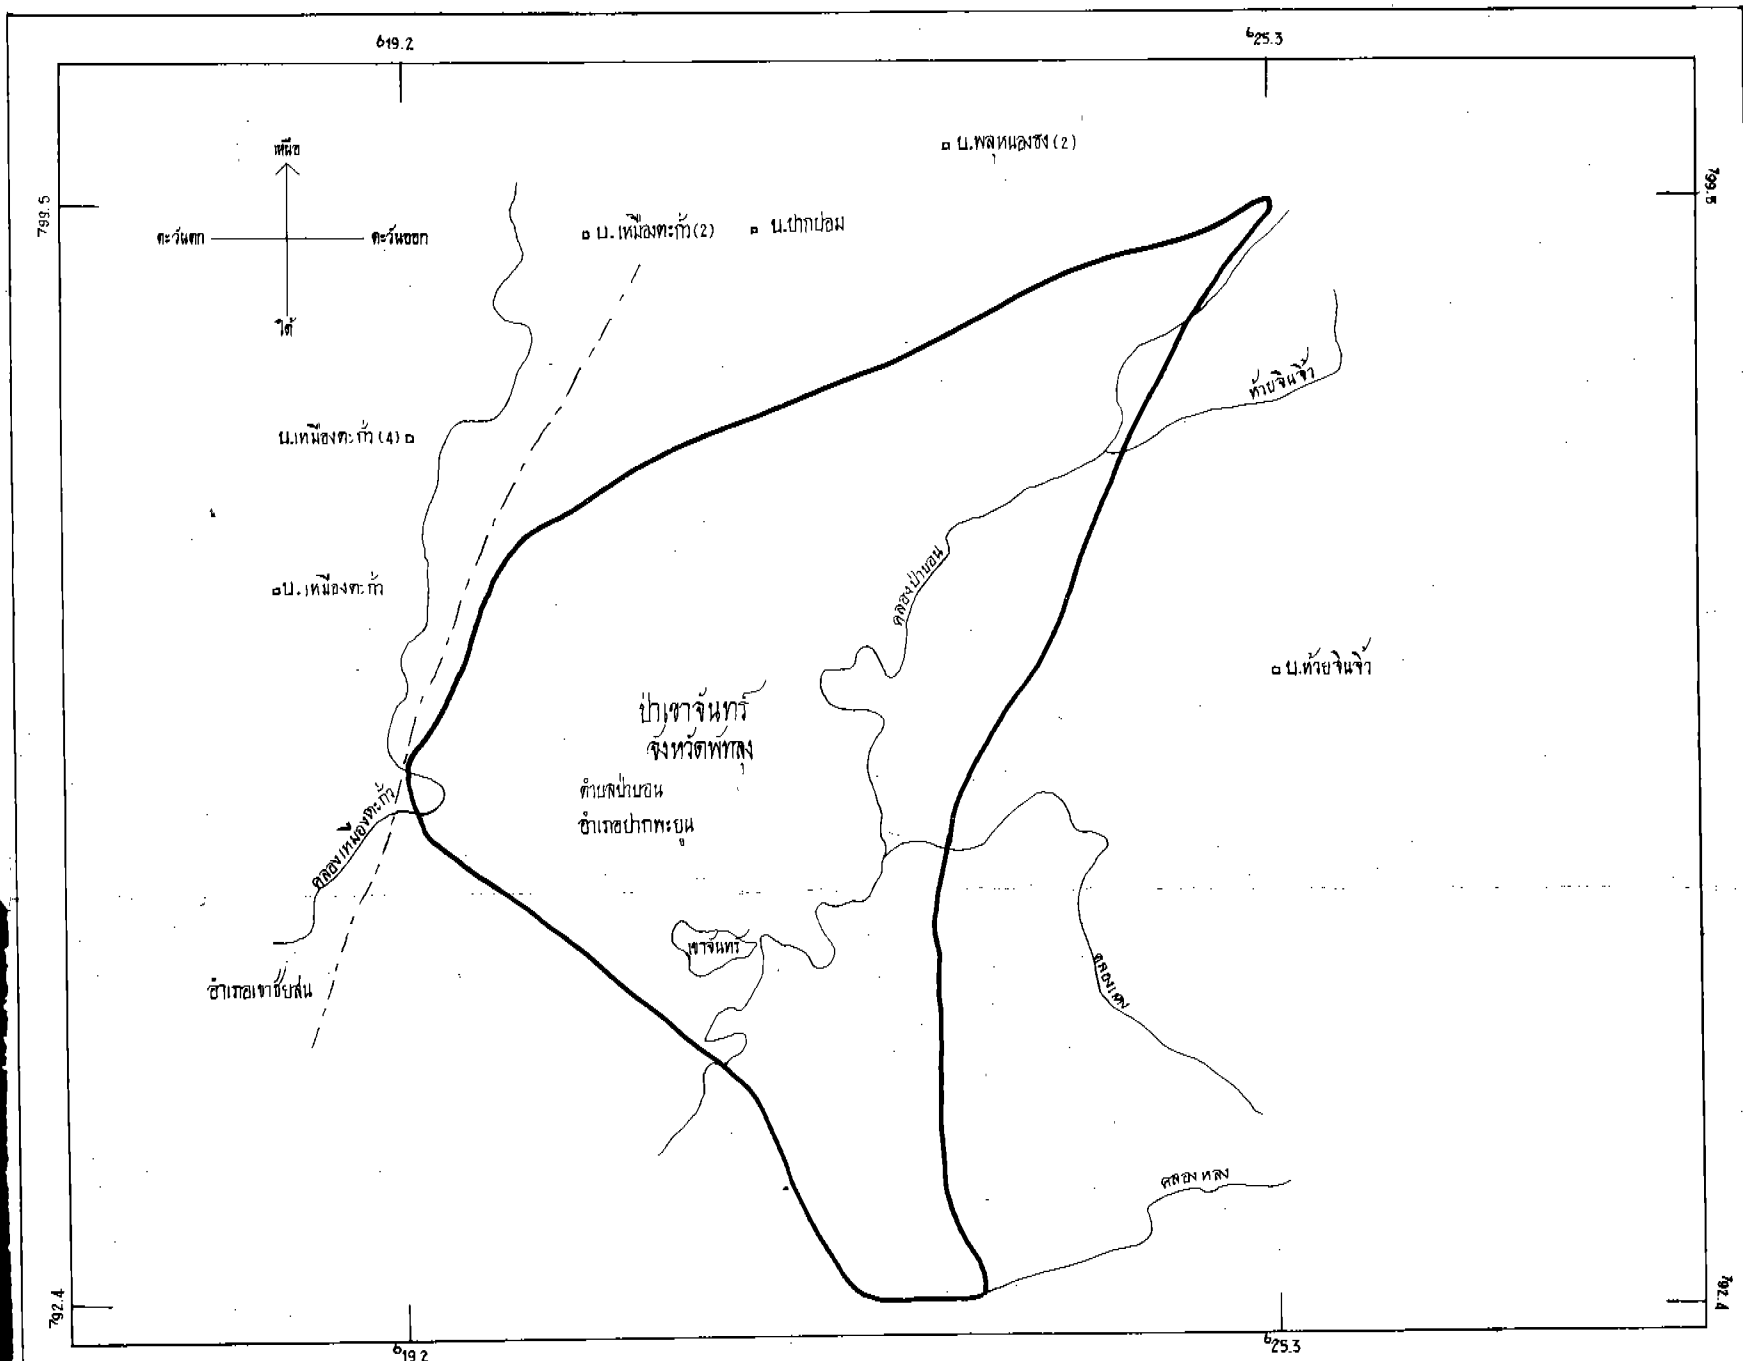 619.2
625.3
799.5
799.5
เหนือ
ตะวันตก
ตะวันออก
ใต้
บ.พลุหนองธง (2)
บ.เหมืองตะกั่ว (2)
บ.ปากบ่อม
ห้วยจินจิ้ว
บ.เหมืองตะกั่ว (4)
บ.เหมืองตะกั่ว
คลองป่าบอน
บ.ห้วยจินจิ้ว
ป่าเขาจันทร์
จังหวัดพัทลุง
ตำบลป่าบอน
อำเภอปากพะยูน
คลองเหมืองตะกั่ว
เขาจันทร์
อำเภอเขาชัยสน
คลองหลง
792.4
792.4
619.2
625.3